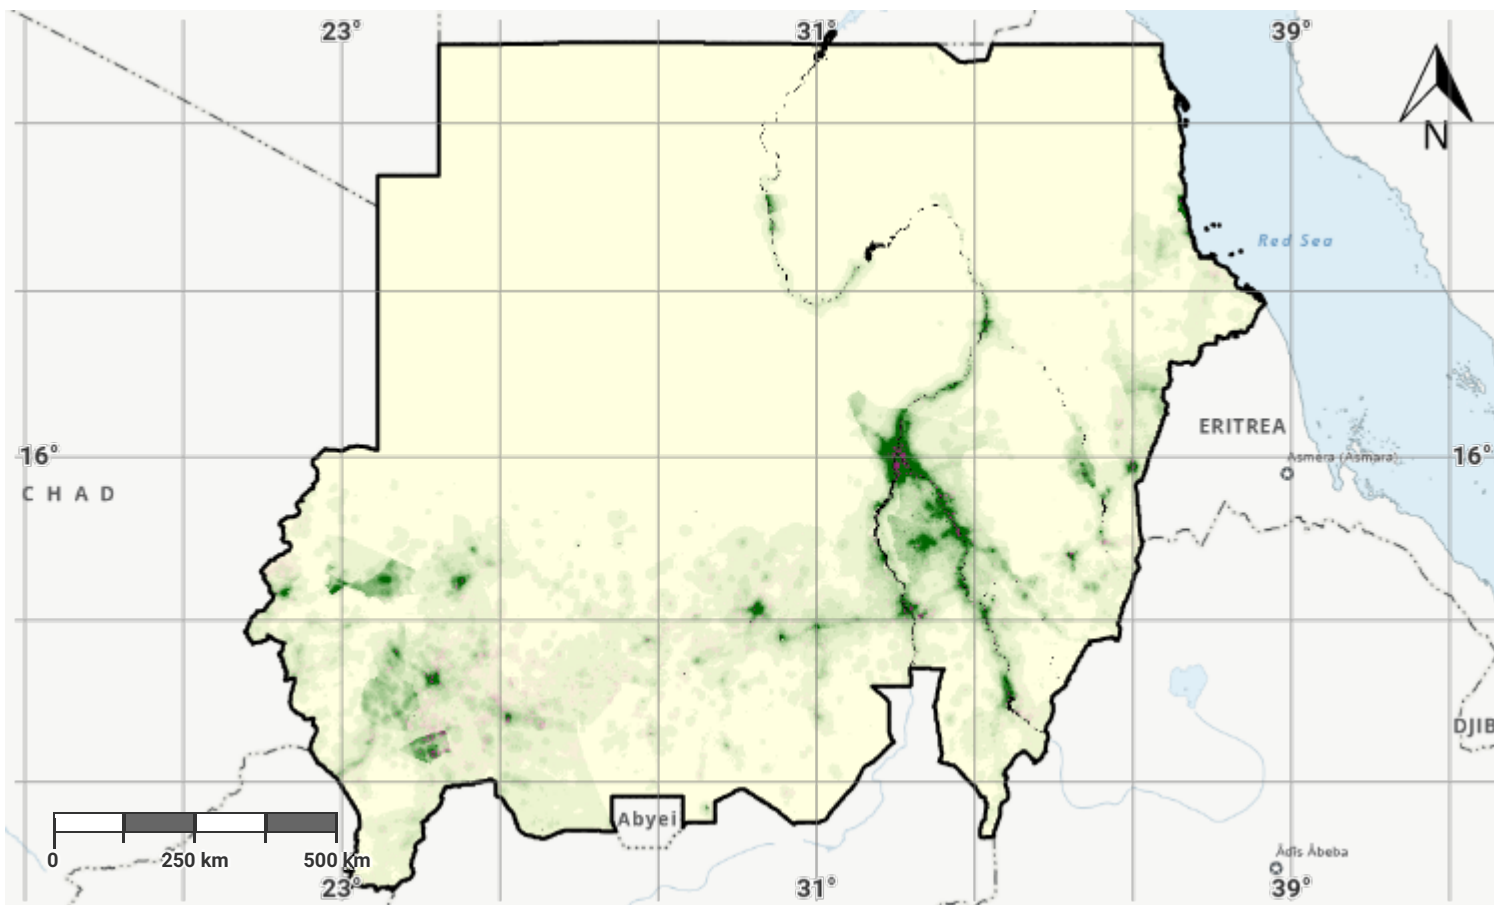 23°
31°
39°
N
Red Sea
ERITREA
16°
16°
Asmera (Asmara)
CHAD
DJIB
Abyei
0
250 km
500 km
Ādīs Ābeba
23°
31°
39°